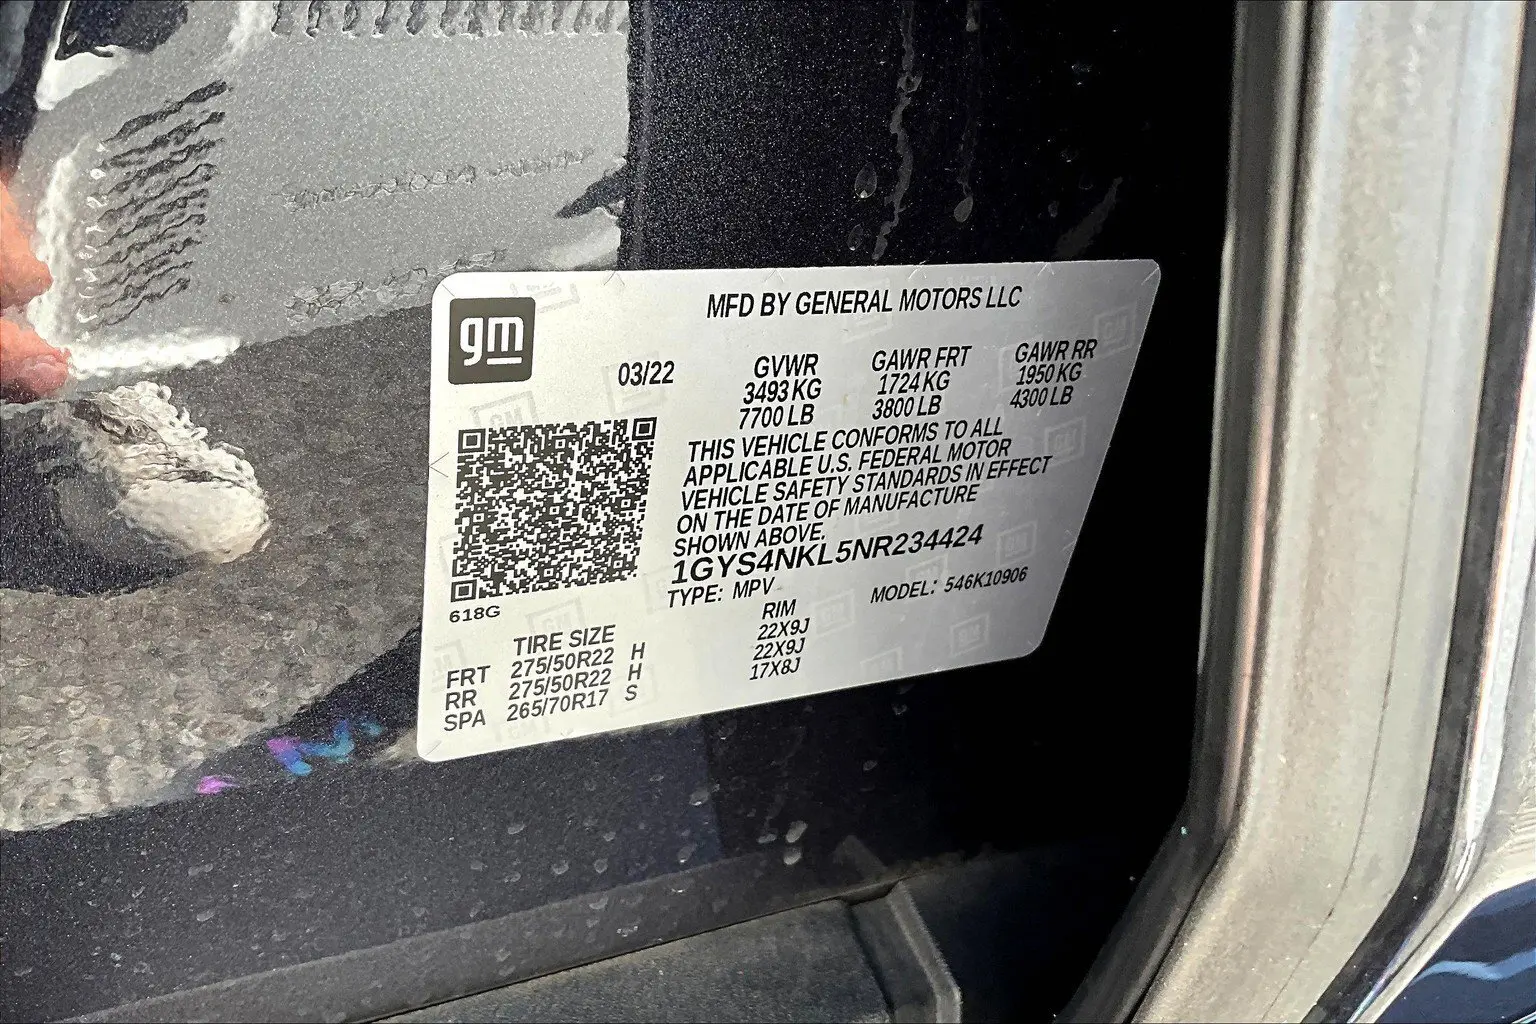 gm
MFD BY GENERAL MOTORS LLC
03/22
GVWR
3493 KG
7700 LB
GAWR FRT
1724 KG
3800 LB
GAWR RR
1950 KG
4300 LB
THIS VEHICLE CONFORMS TO ALL
APPLICABLE U.S. FEDERAL MOTOR
VEHICLE SAFETY STANDARDS IN EFFECT
ON THE DATE OF MANUFACTURE
SHOWN ABOVE.
1GYS4NKL5NR234424
TYPE: MPV
MODEL: 546K10906
618G
TIRE SIZE RIM
FRT 275/50R22 H 22X9J
RR 275/50R22 H 22X9J
SPA 265/70R17 S 17X8J